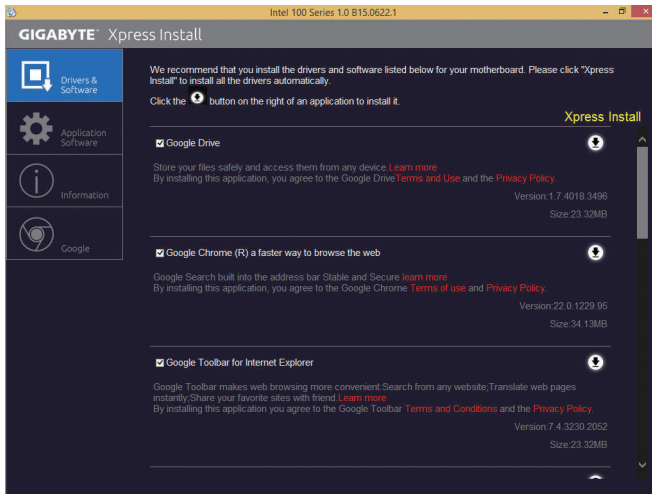 Intel 100 Series 1.0 B15.0622.1
GIGABYTE™ Xpress Install
Drivers &
Software
Application
Software
Information
Google
We recommend that you install the drivers and software listed below for your motherboard. Please click "Xpress
Install" to install all the drivers automatically.
Click the button on the right of an application to install it.
Xpress Install
Google Drive
Store your files safely and access them from any device.Learn more
By installing this application, you agree to the Google DriveTerms and Use and the Privacy Policy.
Version:1.7.4018.3496
Size:23.32MB
Google Chrome (R) a faster way to browse the web
Google Search built into the address bar Stable and Secure learn more
By installing this application, you agree to the Google Chrome Terms of use and Privacy Policy.
Version:22.0.1229.95
Size:34.13MB
Google Toolbar for Internet Explorer
Google Toolbar makes web browsing more convenient:Search from any website;Translate web pages
instantly;Share your favorite sites with friend.Learn more
By installing this application you agree to the Google Toolbar Terms and Conditions and the Privacy Policy.
Version:7.4.3230.2052
Size:23.32MB